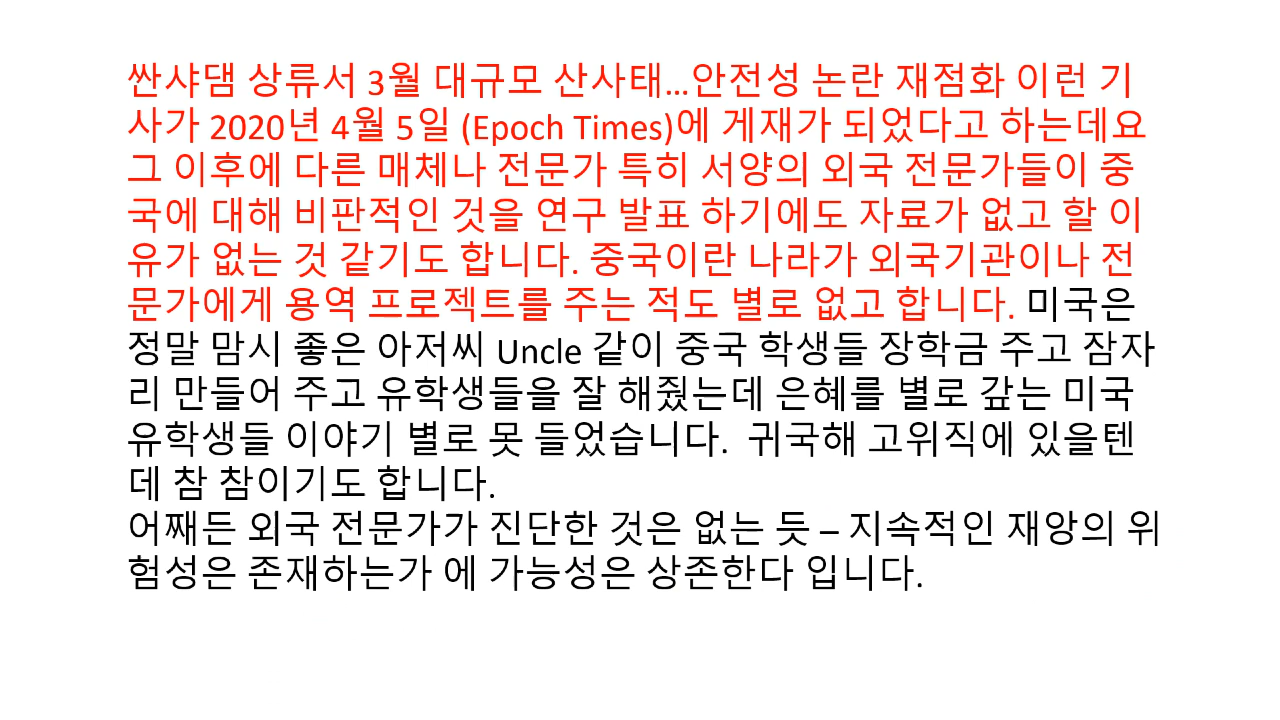 싼샤댐 상류서 3월 대규모 산사태...안전성 논란 재점화 이런 기
사가 2020년 4월 5일 (Epoch Times)에 게재가 되었다고 하는데요
그 이후에 다른 매체나 전문가 특히 서양의 외국 전문가들이 중
국에 대해 비판적인 것을 연구 발표 하기에도 자료가 없고 할 이
유가 없는 것 같기도 합니다. 중국이란 나라가 외국기관이나 전
문가에게 용역 프로젝트를 주는 적도 별로 없고 합니다. 미국은
정말 맘시 좋은 아저씨 Uncle 같이 중국 학생들 장학금 주고 잠자
리 만들어 주고 유학생들을 잘 해줬는데 은혜를 별로 갚는 미국
유학생들 이야기 별로 못 들었습니다. 귀국해 고위직에 있을텐
데 참 참이기도 합니다.
어째든 외국 전문가가 진단한 것은 없는 듯 – 지속적인 재앙의 위
험성은 존재하는가 에 가능성은 상존한다 입니다.